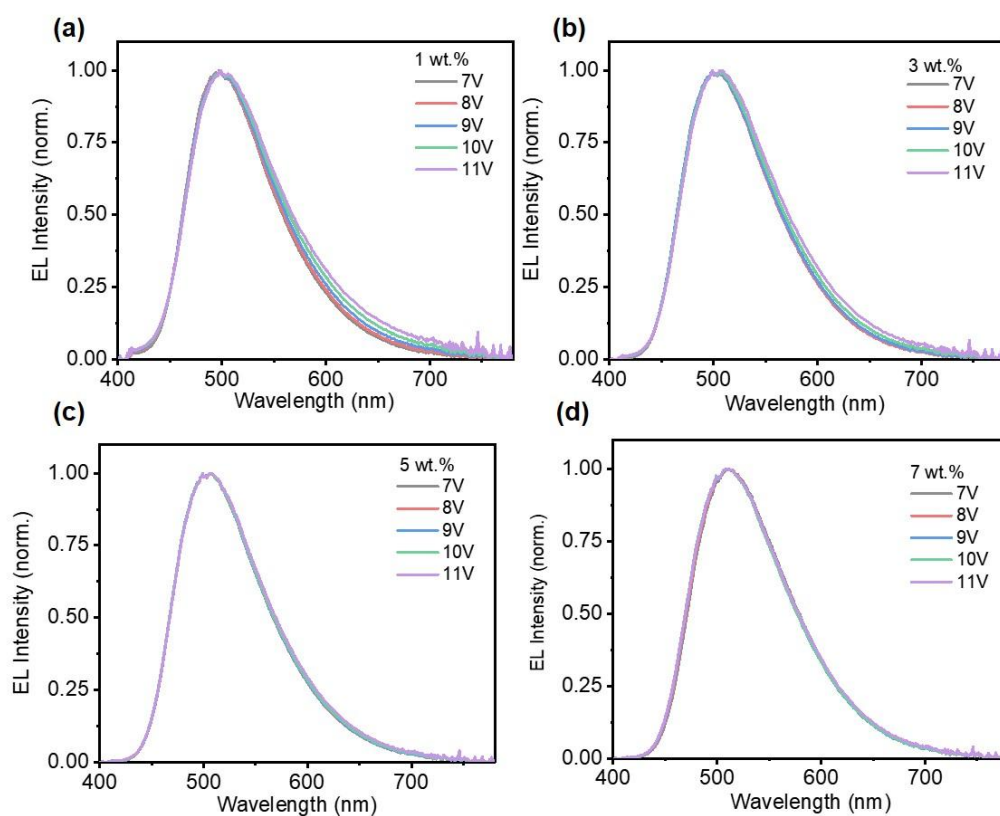 (a)
1 wt.%
7V
8V
9V
10V
11V
EL Intensity (norm.)
1.00
0.75
0.50
0.25
0.00
400 500 600 700
Wavelength (nm)
(b)
3 wt.%
7V
8V
9V
10V
11V
EL Intensity (norm.)
1.00
0.75
0.50
0.25
0.00
400 500 600 700
Wavelength (nm)
(c)
5 wt.%
7V
8V
9V
10V
11V
EL Intensity (norm.)
1.00
0.75
0.50
0.25
0.00
400 500 600 700
Wavelength (nm)
(d)
7 wt.%
7V
8V
9V
10V
11V
EL Intensity (norm.)
1.00
0.75
0.50
0.25
0.00
400 500 600 700
Wavelength (nm)